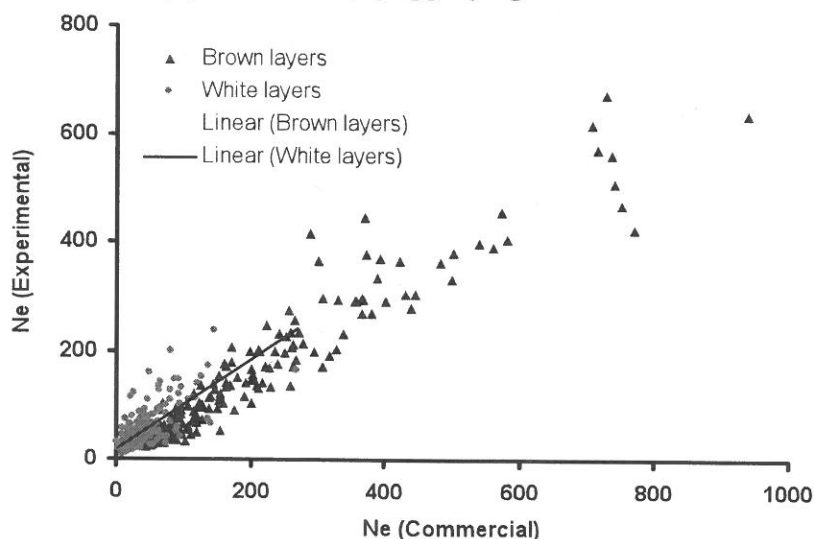 800
600
400
200
0
Brown layers
White layers
Linear (Brown layers)
Linear (White layers)
Ne (Experimental)
0 200 400 600 800 1000
Ne (Commercial)